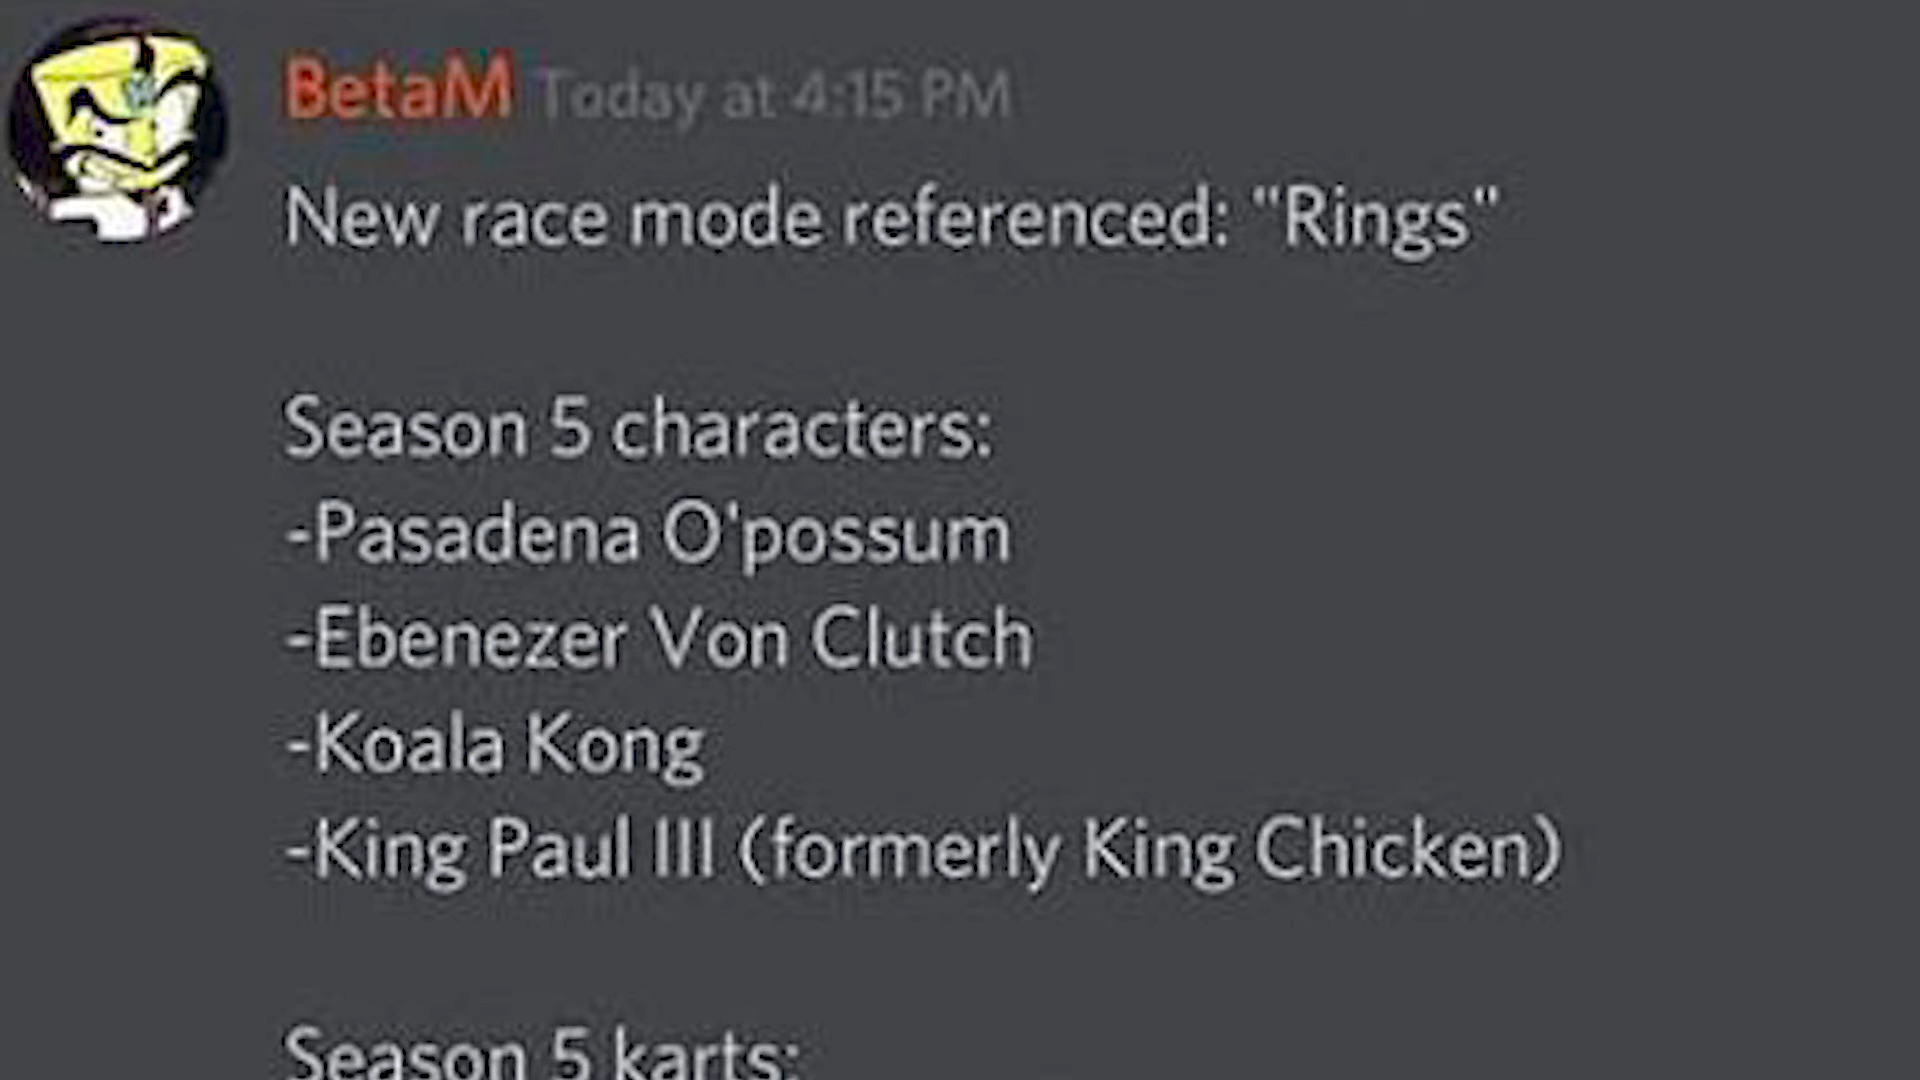 BetaM Today at 4:15 PM
New race mode referenced: "Rings"
Season 5 characters:
-Pasadena O'possum
-Ebenezer Von Clutch
-Koala Kong
-King Paul III (formerly King Chicken)
Season 5 karts: